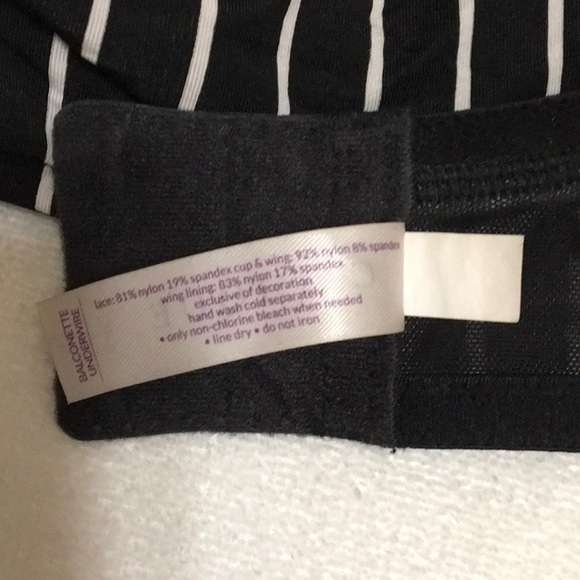 BALCONETTE
UNDERWIRE
lace: 81% nylon 19% spandex cup & wing: 92% nylon 8% spandex
wing lining: 83% nylon 17% spandex
exclusive of decoration
hand wash cold separately
• only non-chlorine bleach when needed
• line dry • do not iron